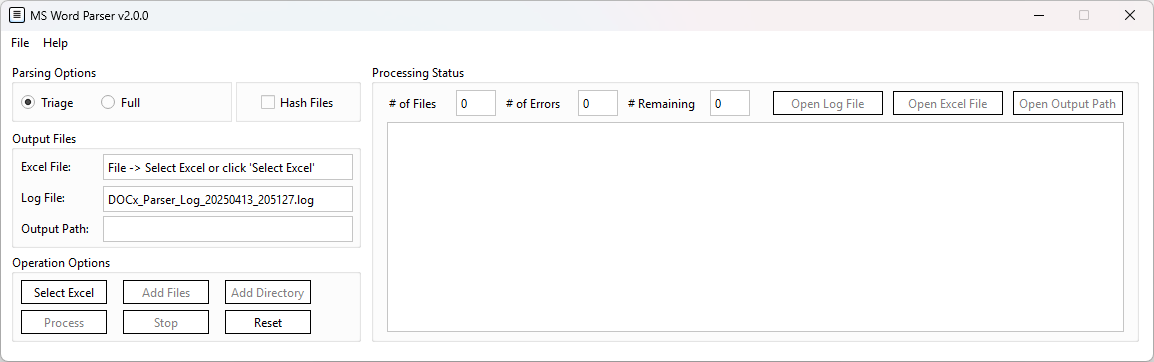 MS Word Parser v2.0.0
File Help
Parsing Options
Triage Full Hash Files
Output Files
Excel File: File -> Select Excel or click 'Select Excel'
Log File: DOCx_Parser_Log_20250413_205127.log
Output Path:
Operation Options
Select Excel Add Files Add Directory
Process Stop Reset
Processing Status
# of Files 0 # of Errors 0 # Remaining 0 Open Log File Open Excel File Open Output Path